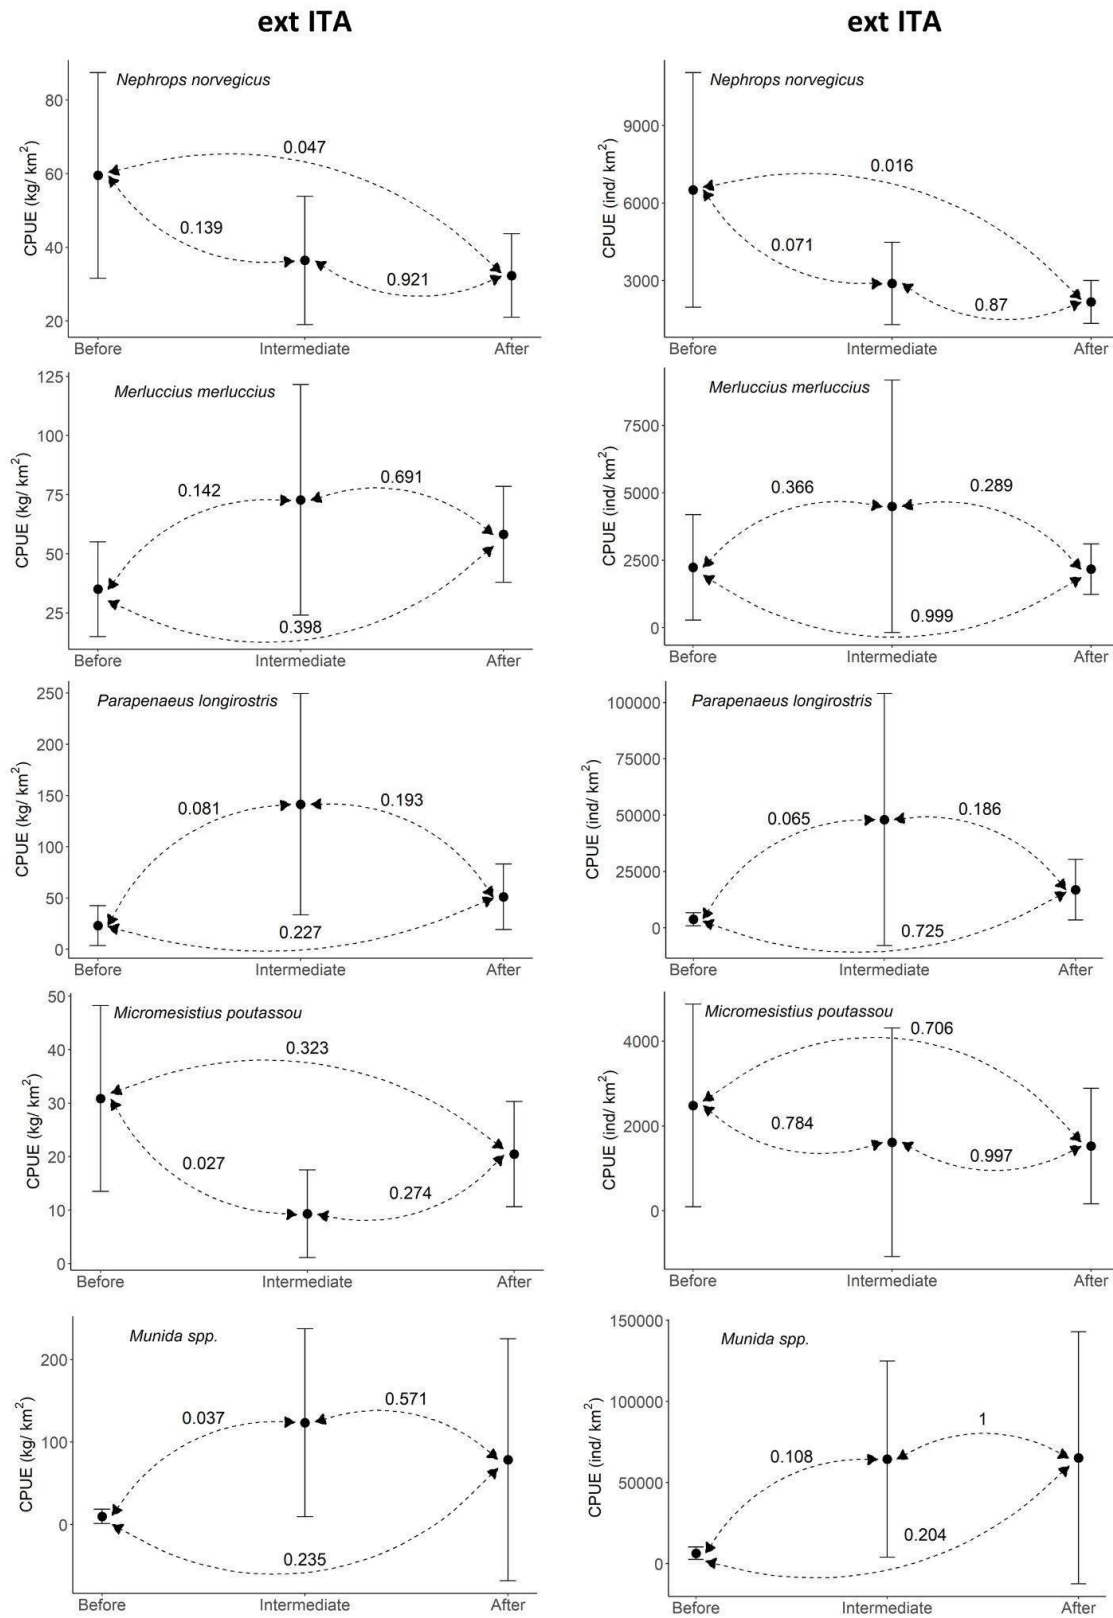 ext ITA
ext ITA
Nephrops norvegicus
CPUE (kg/ km²)
80
60
40
20
0.047
0.139
0.921
Before
Intermediate
After
Nephrops norvegicus
CPUE (ind/ km²)
9000
6000
3000
0.016
0.071
0.87
Before
Intermediate
After
Merluccius merluccius
CPUE (kg/ km²)
125
100
75
50
25
0.142
0.691
0.398
Before
Intermediate
After
Merluccius merluccius
CPUE (ind/ km²)
7500
5000
2500
0
0.366
0.289
0.999
Before
Intermediate
After
Parapenaeus longirostris
CPUE (kg/ km²)
250
200
150
100
50
0
0.081
0.193
0.227
Before
Intermediate
After
Parapenaeus longirostris
CPUE (ind/ km²)
100000
75000
50000
25000
0
0.065
0.186
0.725
Before
Intermediate
After
Micromesistius poutassou
CPUE (kg/ km²)
50
40
30
20
10
0
0.323
0.027
0.274
Before
Intermediate
After
Micromesistius poutassou
CPUE (ind/ km²)
4000
2000
0
0.706
0.784
0.997
Before
Intermediate
After
Munida spp.
CPUE (kg/ km²)
200
100
0
0.037
0.571
0.235
Before
Intermediate
After
Munida spp.
CPUE (ind/ km²)
150000
100000
50000
0
0.108
1
0.204
Before
Intermediate
After